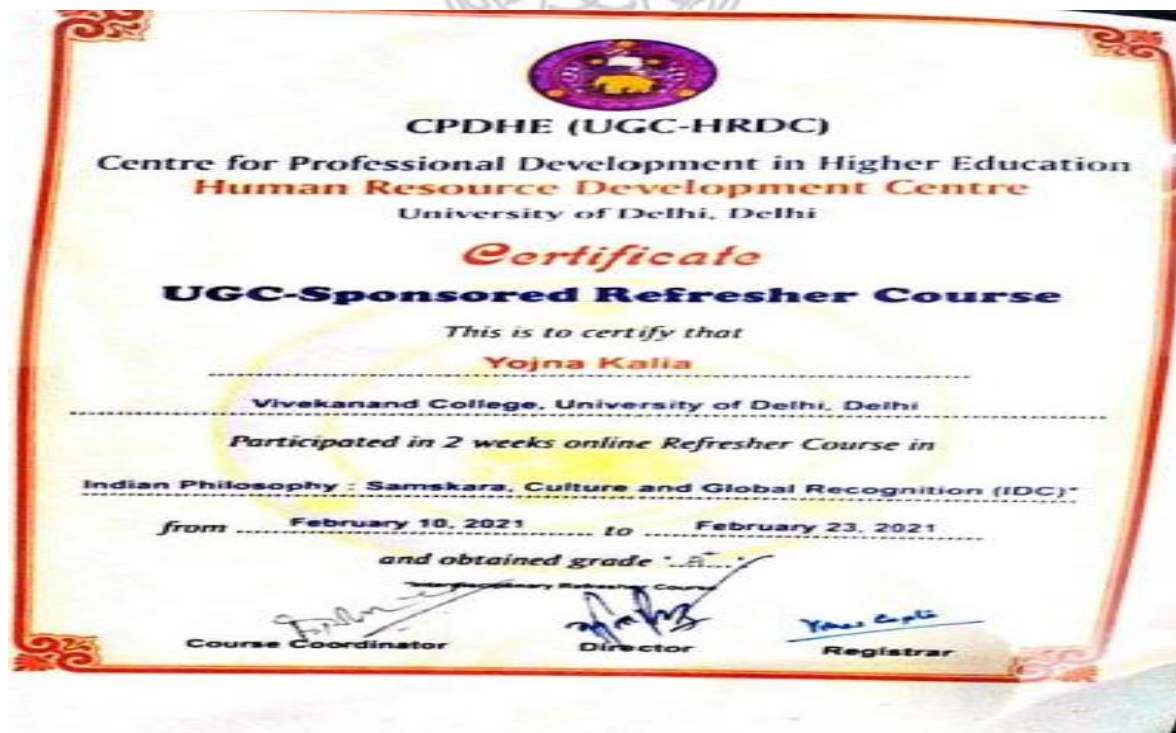 CPDHE (UGC-HRDC)
Centre for Professional Development in Higher Education
Human Resource Development Centre
University of Delhi, Delhi
Certificate
UGC-Sponsored Refresher Course
This is to certify that
Yojna Kalia
Vivekanand College, University of Delhi, Delhi
Participated in 2 weeks online Refresher Course in
Indian Philosophy : Samskara, Culture and Global Recognition (IDC)*
from February 10, 2021 to February 23, 2021
and obtained grade
Interdisciplinary Refresher Course
Course Coordinator Director Registrar